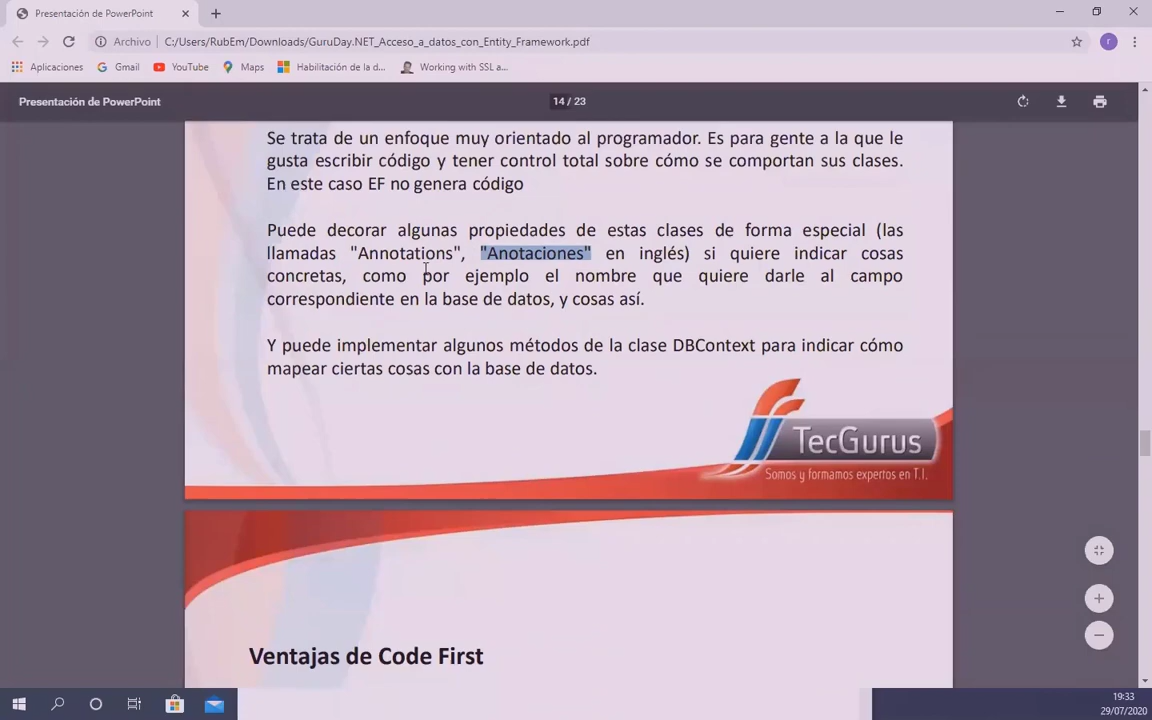 Presentación de PowerPoint
Archivo
C:/Users/RubEm/Downloads/GuruDay.NET_Acceso_a_datos_con_Entity_Framework.pdf
r
Aplicaciones
Gmail
YouTube
Maps
Habilitación de la d...
Working with SSL a...
Presentación de PowerPoint
14 / 23
Se trata de un enfoque muy orientado al programador. Es para gente a la que le
gusta escribir código y tener control total sobre cómo se comportan sus clases.
En este caso EF no genera código
Puede decorar algunas propiedades de estas clases de forma especial (las
llamadas "Annotations", "Anotaciones" en inglés) si quiere indicar cosas
concretas, como por ejemplo el nombre que quiere darle al campo
correspondiente en la base de datos, y cosas así.
Y puede implementar algunos métodos de la clase DBContext para indicar cómo
mapear ciertas cosas con la base de datos.
TecGurus
Somos y formamos expertos en T.I.
Ventajas de Code First
19:33
29/07/2020